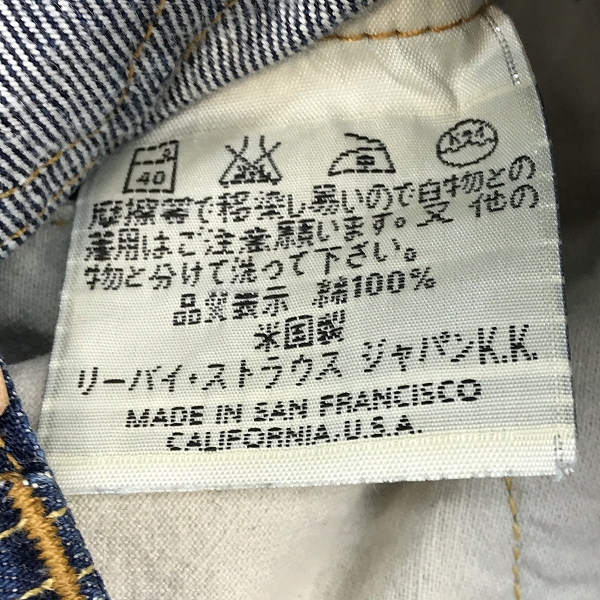 40
摩擦等で移染し易いので白物との
着用はご注意願います。又 他の
物と分けて洗って下さい。
品質表示 綿100%
米国製
リーバイ・ストラウス ジャパンK.K.
MADE IN SAN FRANCISCO
CALIFORNIA, U.S.A.